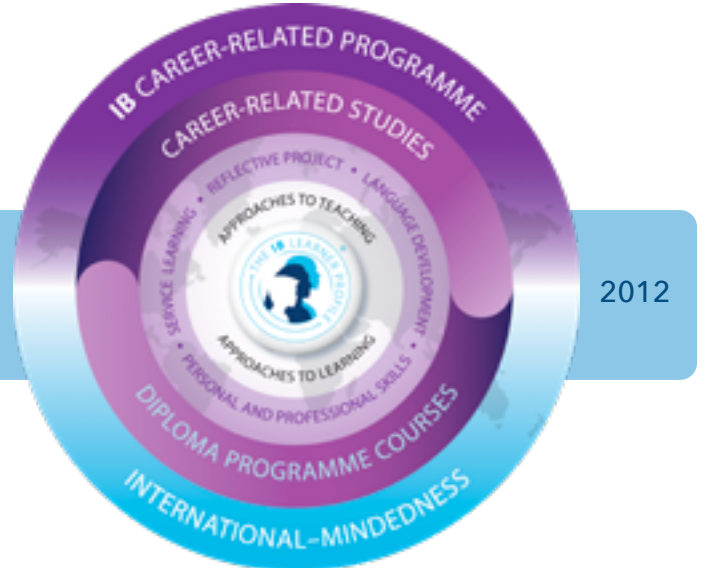 IB CAREER-RELATED PROGRAMME
CAREER-RELATED STUDIES
SERVICE LEARNING • REFLECTIVE PROJECT • LANGUAGE DEVELOPMENT • PERSONAL AND PROFESSIONAL SKILLS •
APPROACHES TO TEACHING
THE IB LEARNER PROFILE
2012
APPROACHES TO LEARNING
DIPLOMA PROGRAMME COURSES
INTERNATIONAL–MINDEDNESS